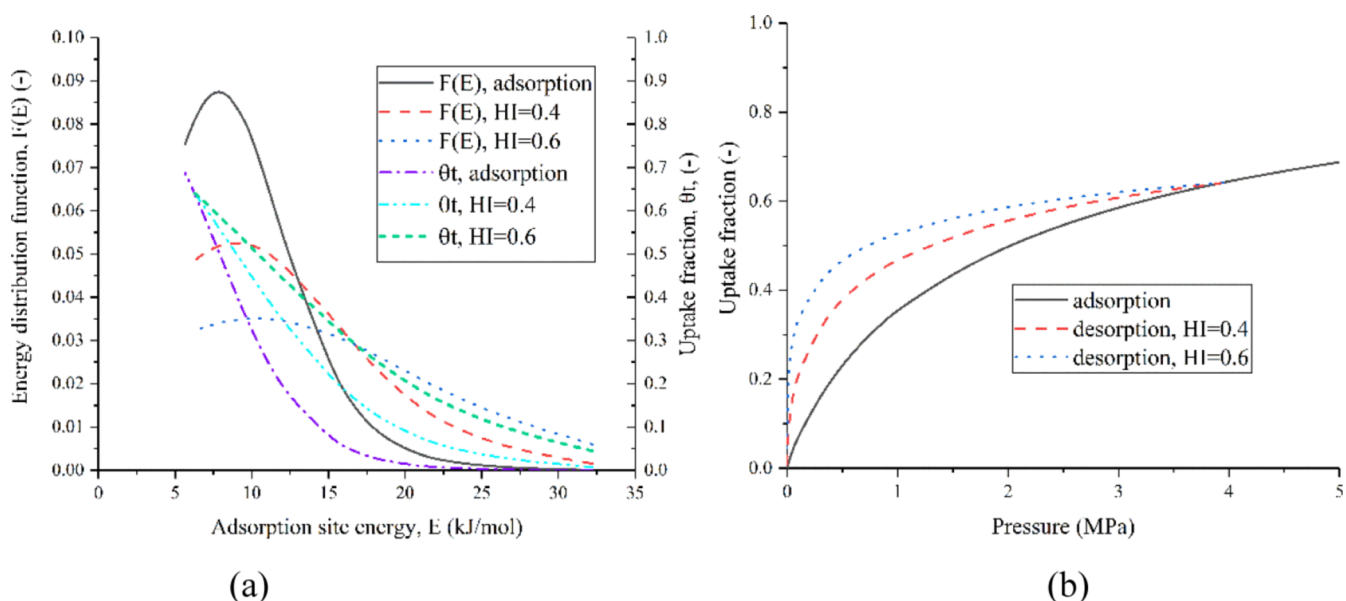 Energy distribution function, F(E) (-)
0.10
0.09
0.08
0.07
0.06
0.05
0.04
0.03
0.02
0.01
0.00
0
5
10
15
20
25
30
35
Adsorption site energy, E (kJ/mol)
1.0
0.9
0.8
0.7
0.6
0.5
0.4
0.3
0.2
0.1
0.0
Uptake fraction, θt, (-)
F(E), adsorption
F(E), HI=0.4
F(E), HI=0.6
θt, adsorption
θt, HI=0.4
θt, HI=0.6
(a)
Uptake fraction (-)
1.0
0.8
0.6
0.4
0.2
0.0
0
1
2
3
4
5
Pressure (MPa)
adsorption
desorption, HI=0.4
desorption, HI=0.6
(b)